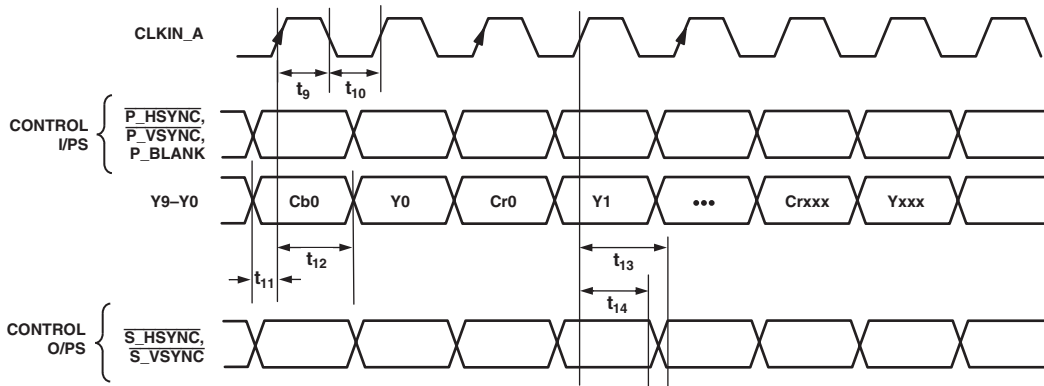 CLKIN_A
t9
t10
CONTROL
I/PS
P_HSYNC,
P_VSYNC,
P_BLANK
Y9–Y0
Cb0
Y0
Cr0
Y1
•••
Crxxx
Yxxx
t12
t11
t13
t14
CONTROL
O/PS
S_HSYNC,
S_VSYNC